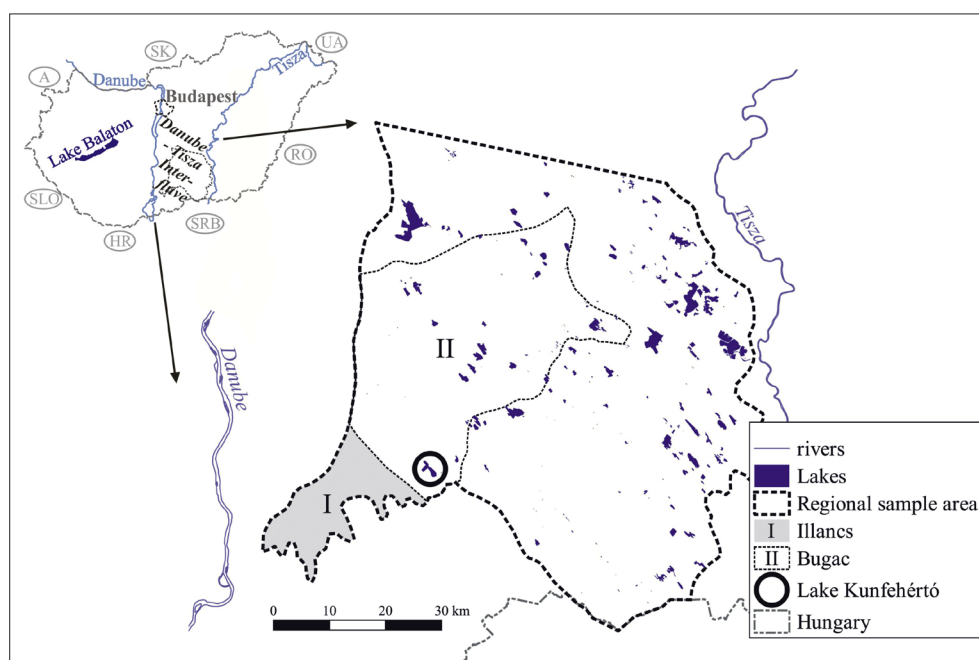 SK
UA
A
Danube
Tisza
Budapest
Lake Balaton
Danube
- Tisza
Inter-
fluve
RO
SLO
HR
SRB
Tisza
Danube
II
I
rivers
Lakes
Regional sample area
I Illancs
II Bugac
Lake Kunfehértó
Hungary
0 10 20 30 km